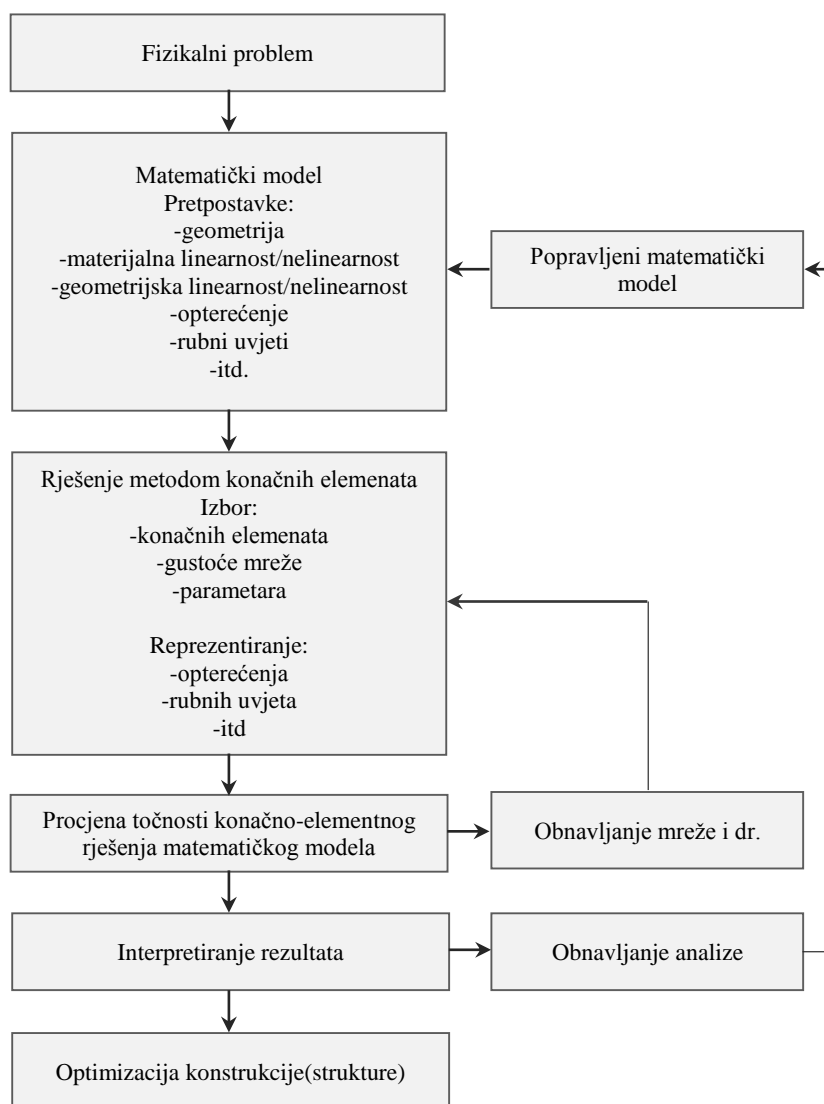 Fizikalni problem
Matematički model
Pretpostavke:
-geometrija
-materijalna linearnost/nelinearnost
-geometrijska linearnost/nelinearnost
-opterećenje
-rubni uvjeti
-itd.
Popravljeni matematički
model
Rješenje metodom konačnih elemenata
Izbor:
-konačnih elemenata
-gustoće mreže
-parametara
Reprezentiranje:
-opterećenja
-rubnih uvjeta
-itd
Procjena točnosti konačno-elementnog
rješenja matematičkog modela
Obnavljanje mreže i dr.
Interpretiranje rezultata
Obnavljanje analize
Optimizacija konstrukcije(strukture)